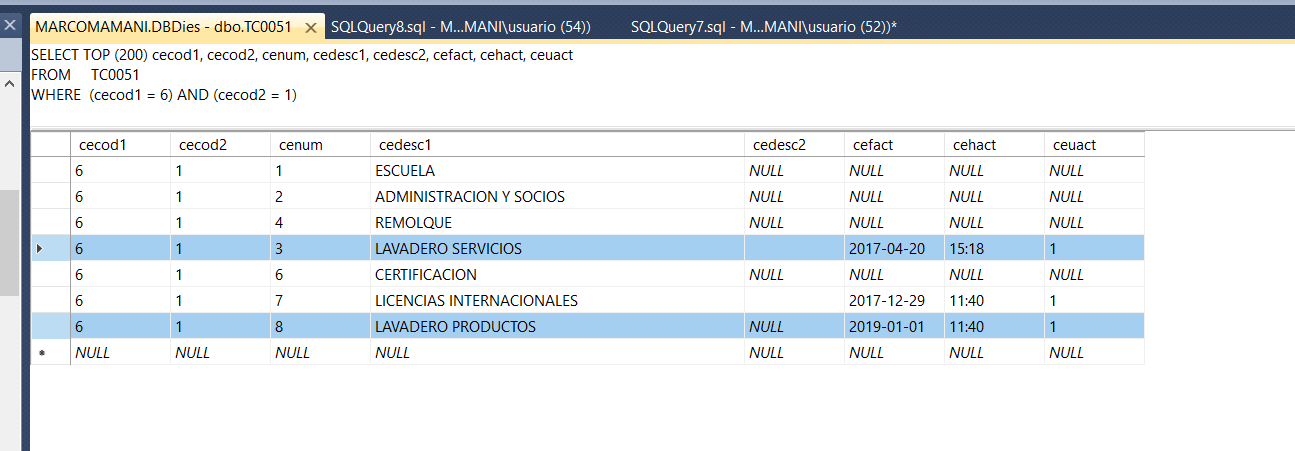 MARCOMAMANI.DBDies - dbo.TC0051 SQLQuery8.sql - M...MANI\usuario (54)) SQLQuery7.sql - M...MANI\usuario (52))*
SELECT TOP (200) cecod1, cecod2, cenum, cedesc1, cedesc2, cefact, cehact, ceuact
FROM TC0051
WHERE (cecod1 = 6) AND (cecod2 = 1)
cecod1 cecod2 cenum cedesc1 cedesc2 cefact cehact ceuact
6 1 1 ESCUELA NULL NULL NULL NULL
6 1 2 ADMINISTRACION Y SOCIOS NULL NULL NULL NULL
6 1 4 REMOLQUE NULL NULL NULL NULL
6 1 3 LAVADERO SERVICIOS 2017-04-20 15:18 1
6 1 6 CERTIFICACION NULL NULL NULL NULL
6 1 7 LICENCIAS INTERNACIONALES 2017-12-29 11:40 1
6 1 8 LAVADERO PRODUCTOS NULL 2019-01-01 11:40 1
NULL NULL NULL NULL NULL NULL NULL NULL